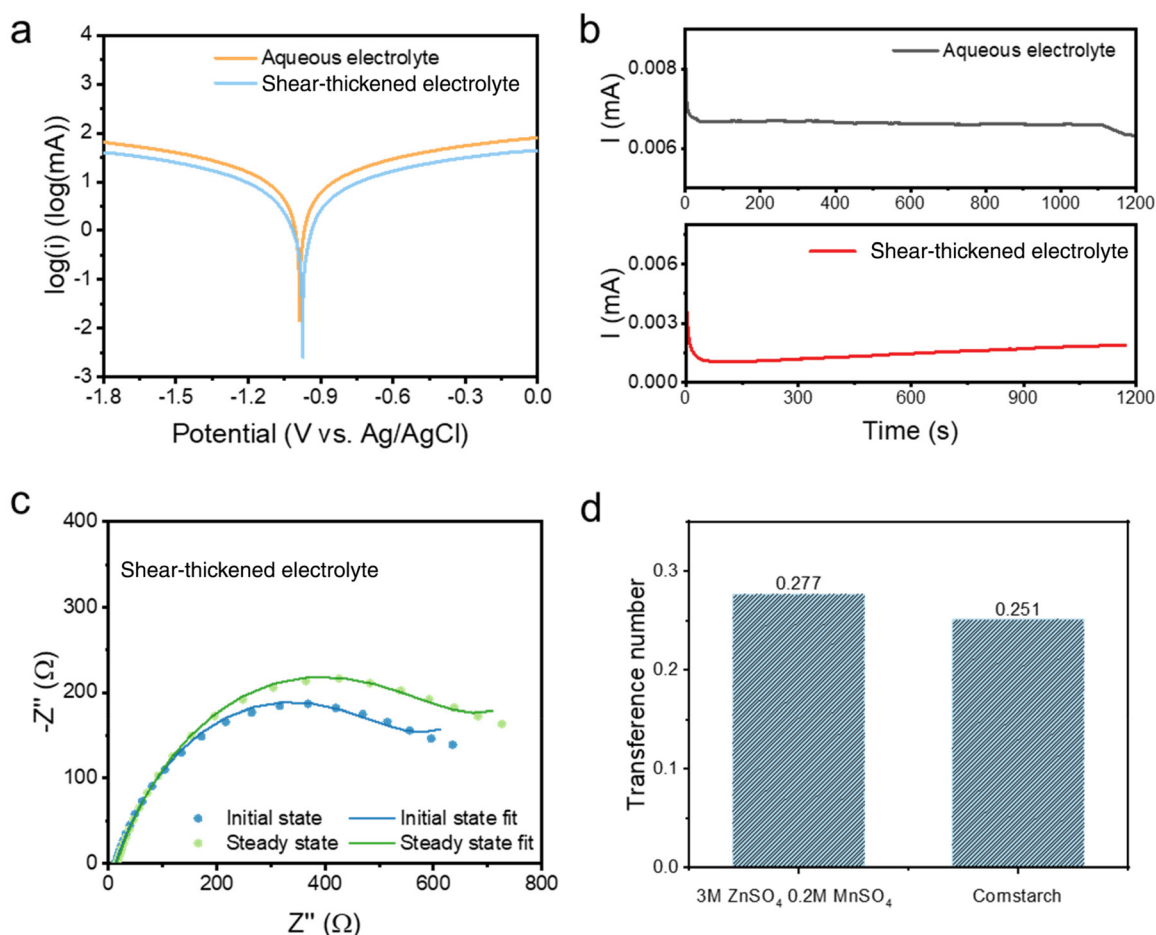 a
Aqueous electrolyte
Shear-thickened electrolyte
4
3
2
1
0
-1
-2
-3
log(i) (log(mA))
-1.8
-1.5
-1.2
-0.9
-0.6
-0.3
0.0
Potential (V vs. Ag/AgCl)
b
Aqueous electrolyte
0.008
0.006
I (mA)
0
200
400
600
800
1000
1200
Shear-thickened electrolyte
0.006
0.003
0.000
I (mA)
0
300
600
900
1200
Time (s)
c
Shear-thickened electrolyte
400
300
200
100
0
-Z" (Ω)
Initial state
Initial state fit
Steady state
Steady state fit
0
200
400
600
800
Z" (Ω)
d
0.3
0.2
0.1
0.0
Transference number
0.277
0.251
3M ZnSO₄ 0.2M MnSO₄
Cornstarch